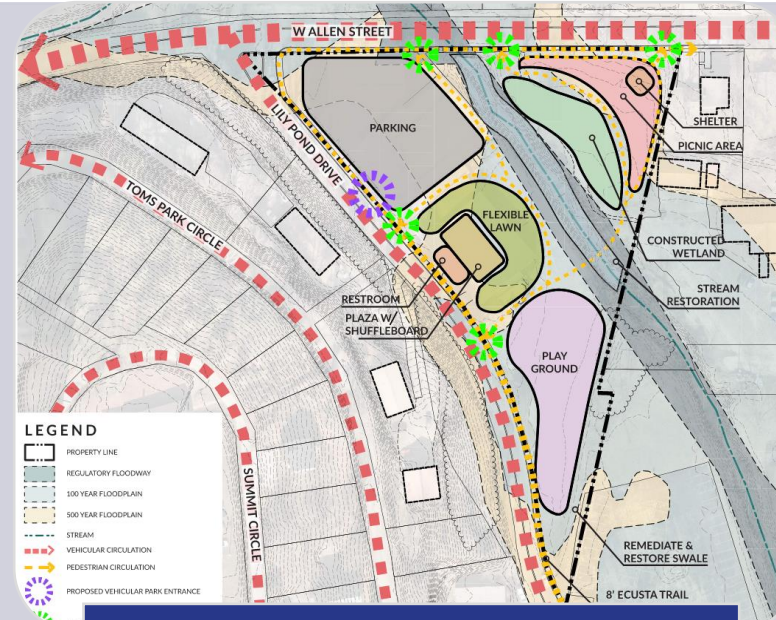 W ALLEN STREET
LILY POND DRIVE
PARKING
SHELTER
PICNIC AREA
TOMS PARK CIRCLE
FLEXIBLE
LAWN
CONSTRUCTED
WETLAND
STREAM
RESTORATION
RESTROOM
PLAZA W/
SHUFFLEBOARD
PLAY
GROUND
SUMMIT CIRCLE
REMEDIATE &
RESTORE SWALE
8' ECUSTA TRAIL
LEGEND
PROPERTY LINE
REGULATORY FLOODWAY
100 YEAR FLOODPLAIN
500 YEAR FLOODPLAIN
STREAM
VEHICULAR CIRCULATION
PEDESTRIAN CIRCULATION
PROPOSED VEHICULAR PARK ENTRANCE